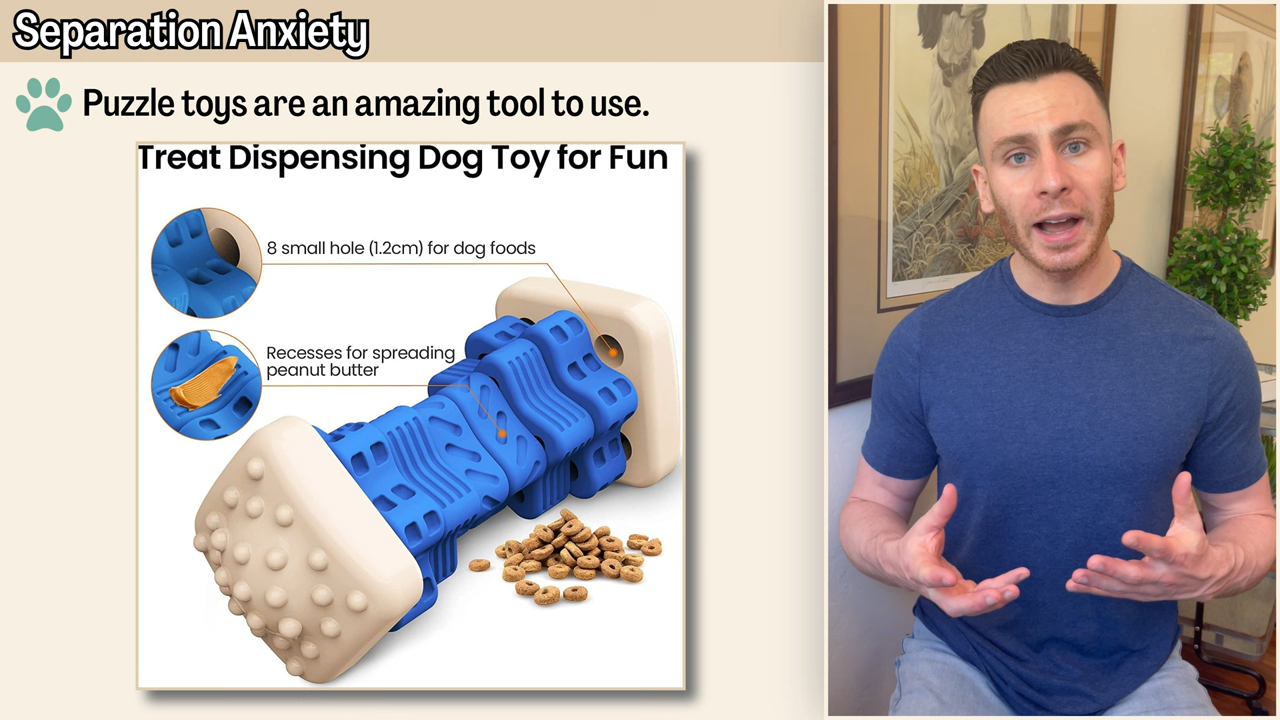 Separation Anxiety
Puzzle toys are an amazing tool to use.
Treat Dispensing Dog Toy for Fun
8 small hole (1.2cm) for dog foods
Recesses for spreading
peanut butter